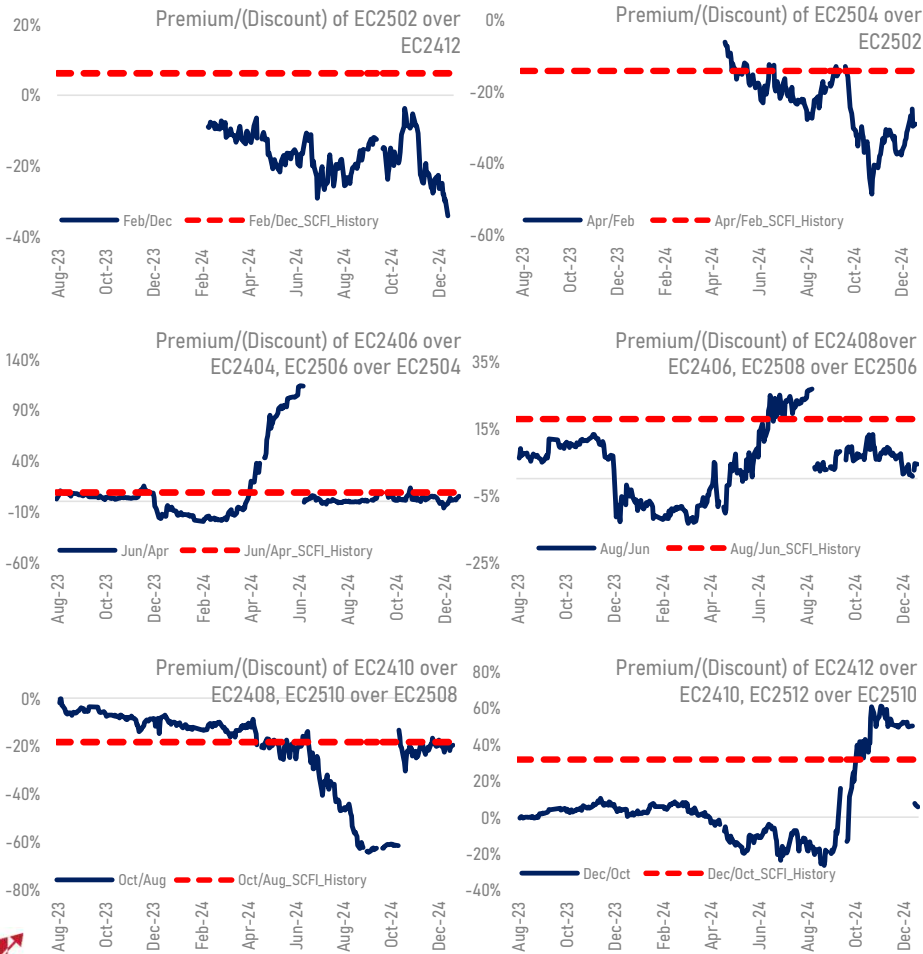 Premium/(Discount) of EC2502 over
EC2412
20%
0%
-20%
-40%
Feb/Dec
Feb/Dec_SCFI_History
Aug-23
Oct-23
Dec-23
Feb-24
Apr-24
Jun-24
Aug-24
Oct-24
Dec-24
Premium/(Discount) of EC2504 over
EC2502
0%
-20%
-40%
-60%
Apr/Feb
Apr/Feb_SCFI_History
Aug-23
Oct-23
Dec-23
Feb-24
Apr-24
Jun-24
Aug-24
Oct-24
Dec-24
Premium/(Discount) of EC2406 over
EC2404, EC2506 over EC2504
140%
90%
40%
-10%
-60%
Jun/Apr
Jun/Apr_SCFI_History
Aug-23
Oct-23
Dec-23
Feb-24
Apr-24
Jun-24
Aug-24
Oct-24
Dec-24
Premium/(Discount) of EC2408over
EC2406, EC2508 over EC2506
35%
15%
-5%
-25%
Aug/Jun
Aug/Jun_SCFI_History
Aug-23
Oct-23
Dec-23
Feb-24
Apr-24
Jun-24
Aug-24
Oct-24
Dec-24
Premium/(Discount) of EC2410 over
EC2408, EC2510 over EC2508
0%
-20%
-40%
-60%
-80%
Oct/Aug
Oct/Aug_SCFI_History
Aug-23
Oct-23
Dec-23
Feb-24
Apr-24
Jun-24
Aug-24
Oct-24
Dec-24
Premium/(Discount) of EC2412 over
EC2410, EC2512 over EC2510
80%
60%
40%
20%
0%
-20%
-40%
Dec/Oct
Dec/Oct_SCFI_History
Aug-23
Oct-23
Dec-23
Feb-24
Apr-24
Jun-24
Aug-24
Oct-24
Dec-24